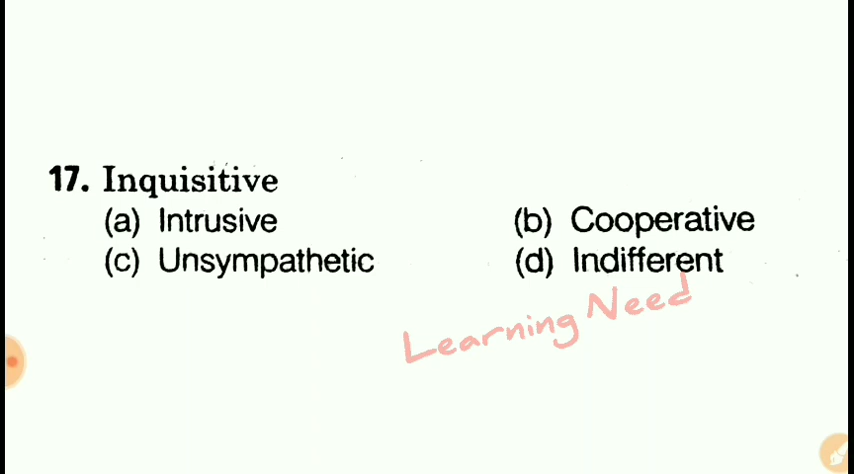 17. Inquisitive
(a) Intrusive (b) Cooperative
(c) Unsympathetic (d) Indifferent
Learning Need